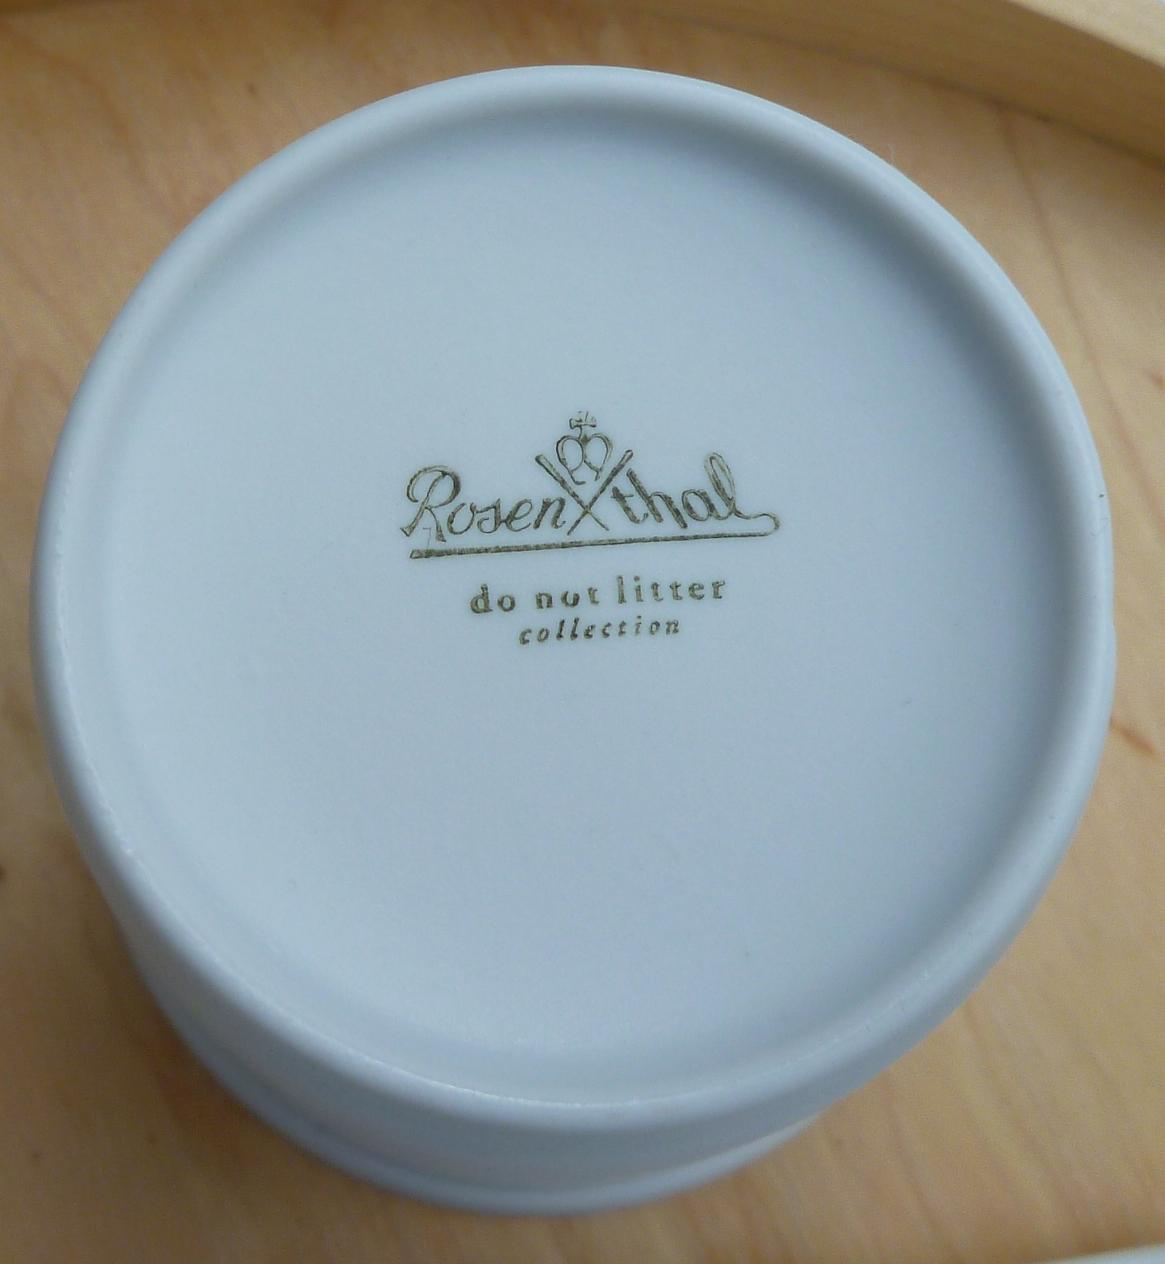 Rosenthal
do not litter
collection